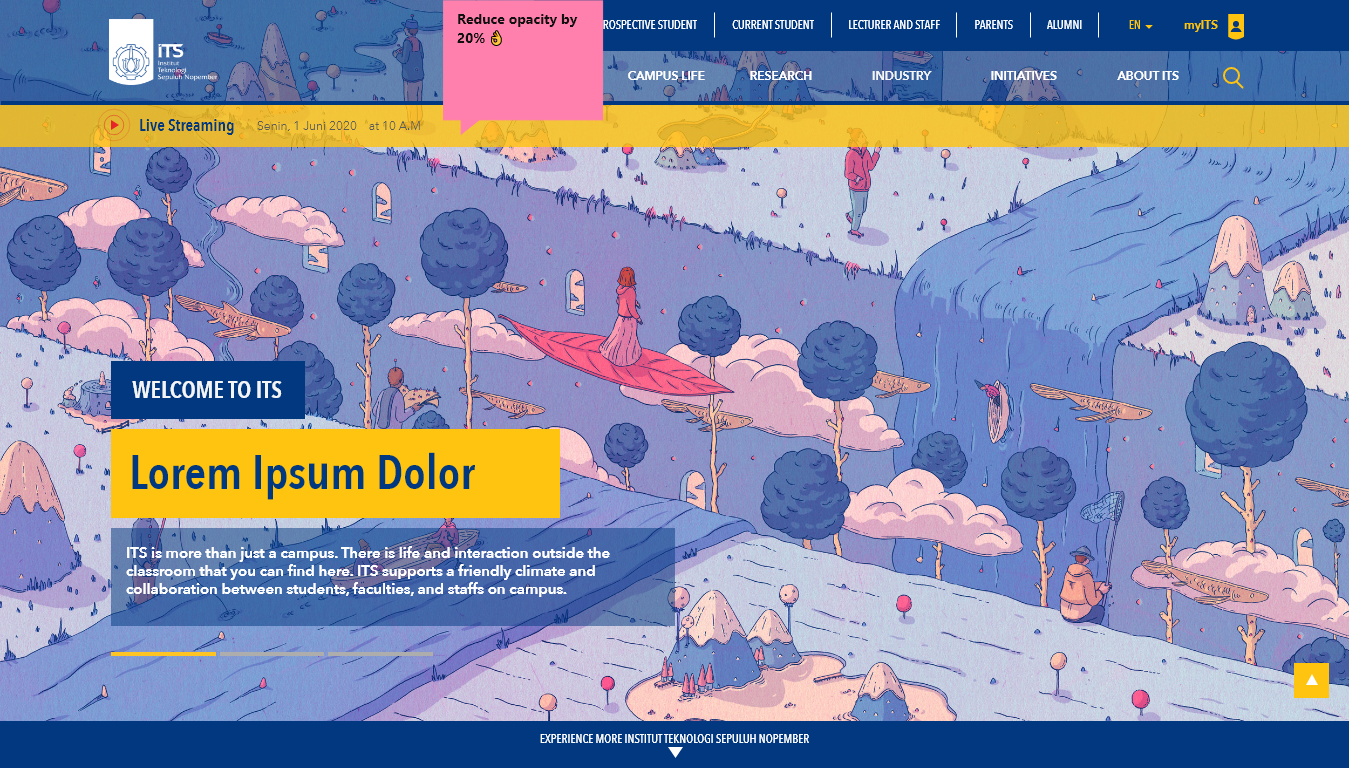 Reduce opacity by
20% 👌
ROSPECTIVE STUDENT
CURRENT STUDENT
LECTURER AND STAFF
PARENTS
ALUMNI
EN
myITS
iTS
Institut
Teknologi
Sepuluh Nopember
CAMPUS LIFE
RESEARCH
INDUSTRY
INITIATIVES
ABOUT ITS
Live Streaming
Senin, 1 Juni 2020
at 10 A.M
WELCOME TO ITS
Lorem Ipsum Dolor
ITS is more than just a campus. There is life and interaction outside the
classroom that you can find here. ITS supports a friendly climate and
collaboration between students, faculties, and staffs on campus.
EXPERIENCE MORE INSTITUT TEKNOLOGI SEPULUH NOPEMBER